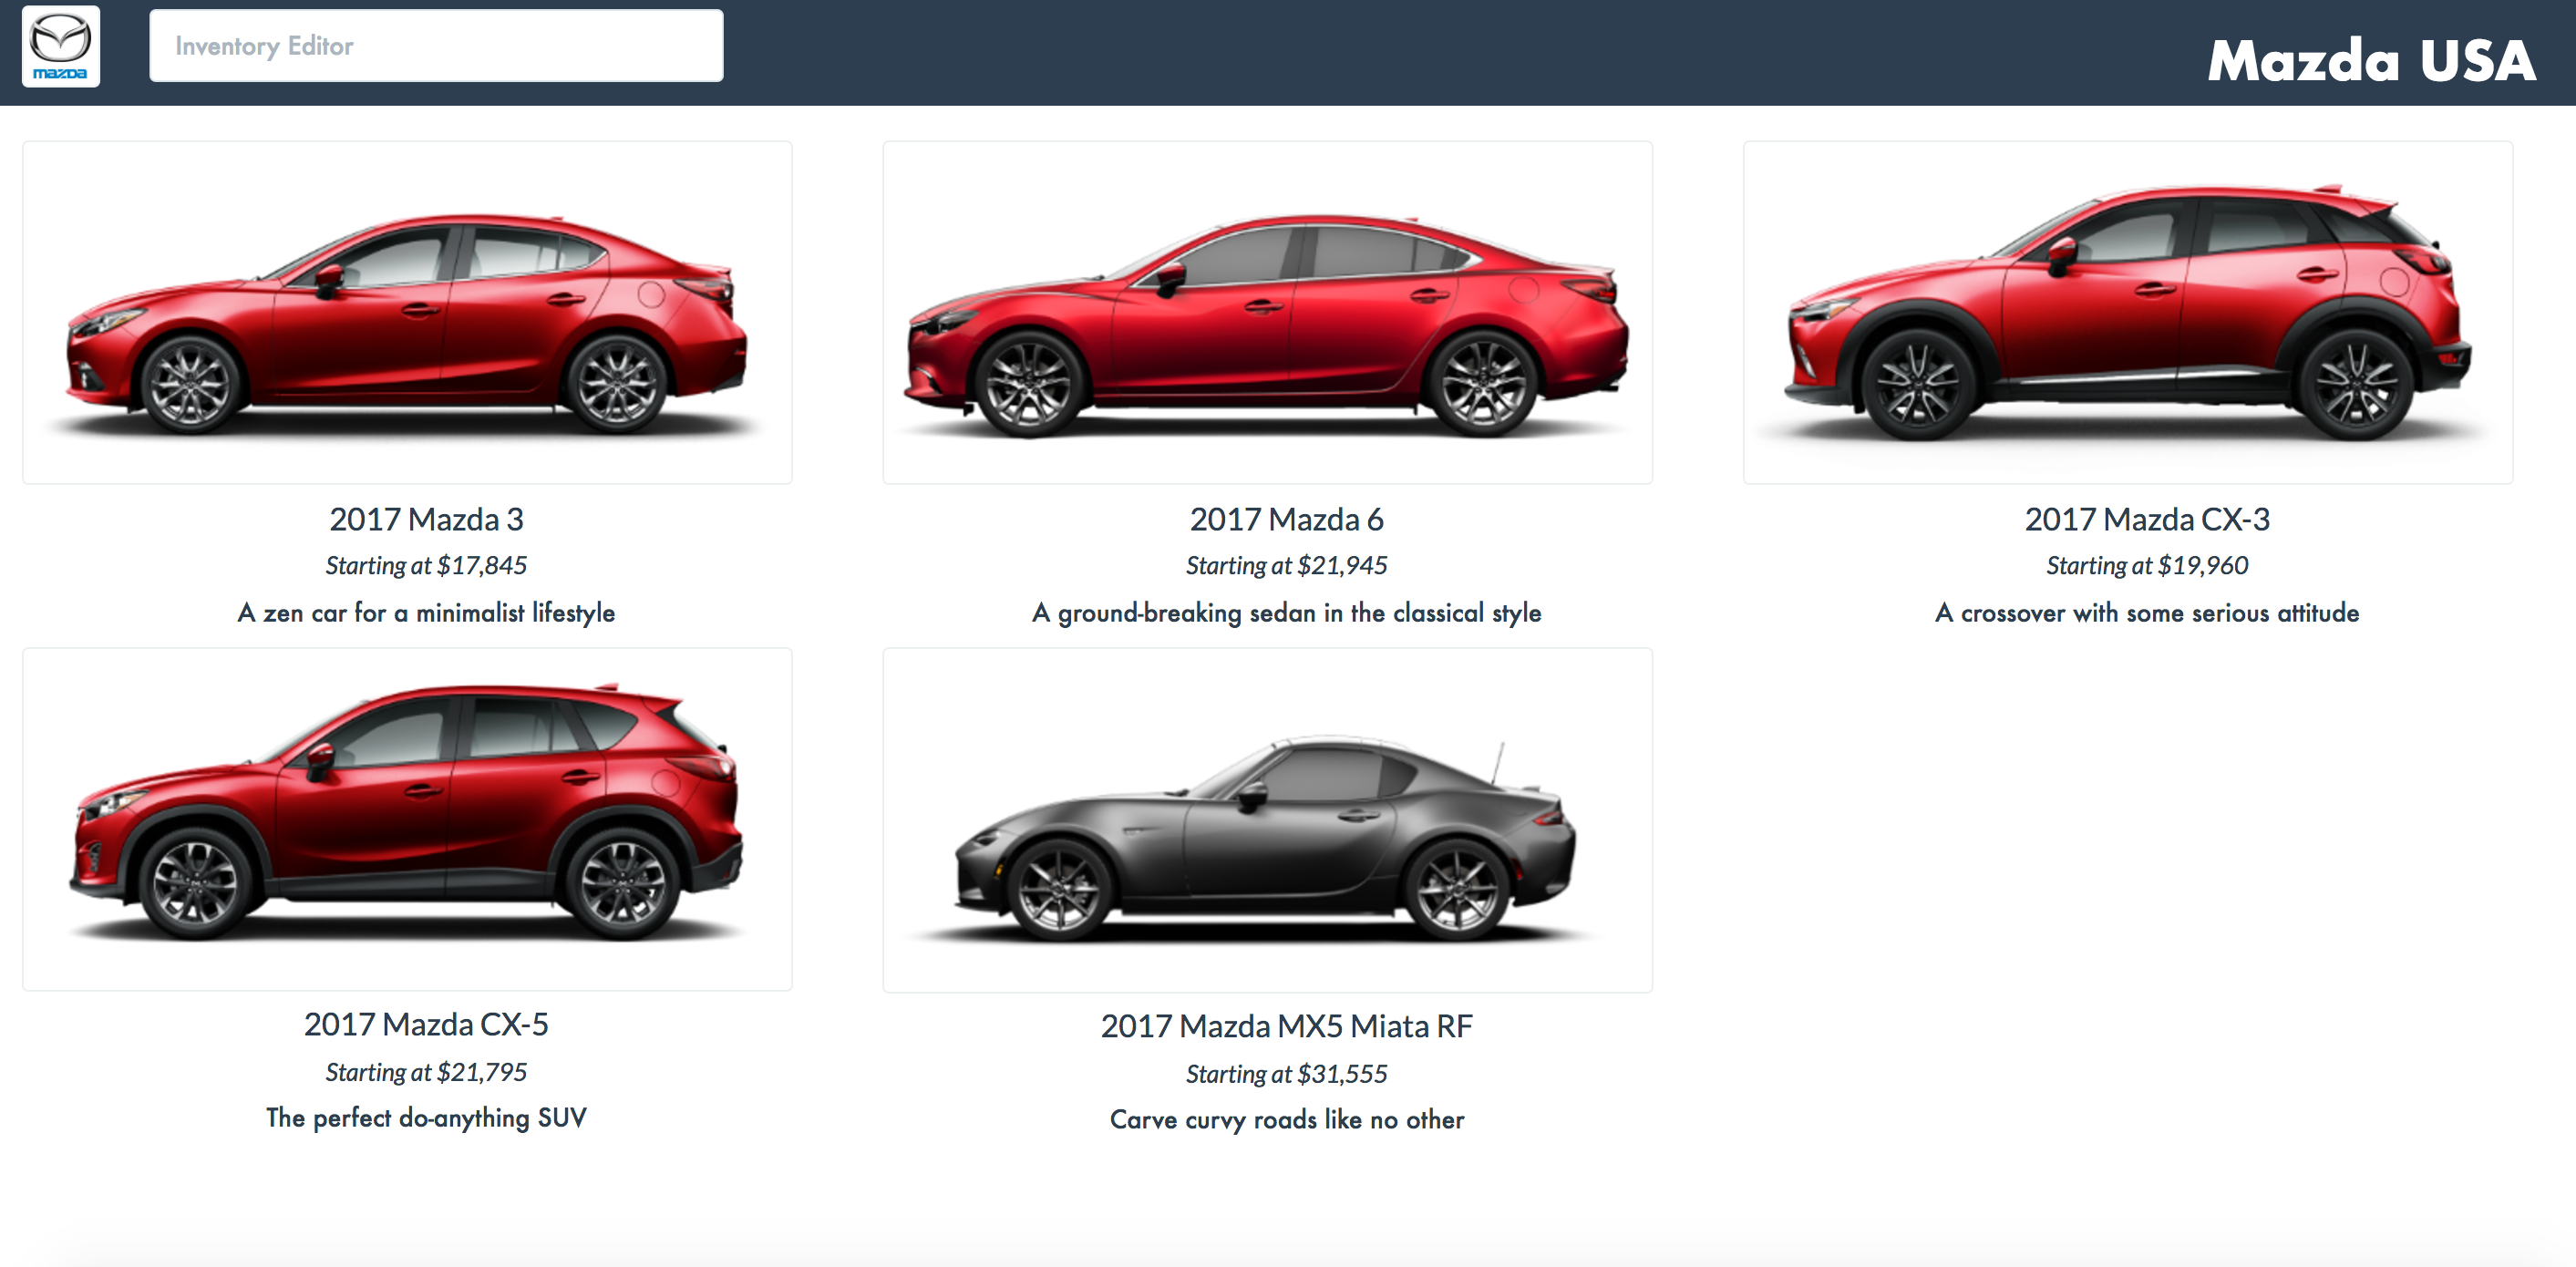 mazda
Inventory Editor
Mazda USA
2017 Mazda 3
Starting at $17,845
A zen car for a minimalist lifestyle
2017 Mazda 6
Starting at $21,945
A ground-breaking sedan in the classical style
2017 Mazda CX-3
Starting at $19,960
A crossover with some serious attitude
2017 Mazda CX-5
Starting at $21,795
The perfect do-anything SUV
2017 Mazda MX5 Miata RF
Starting at $31,555
Carve curvy roads like no other